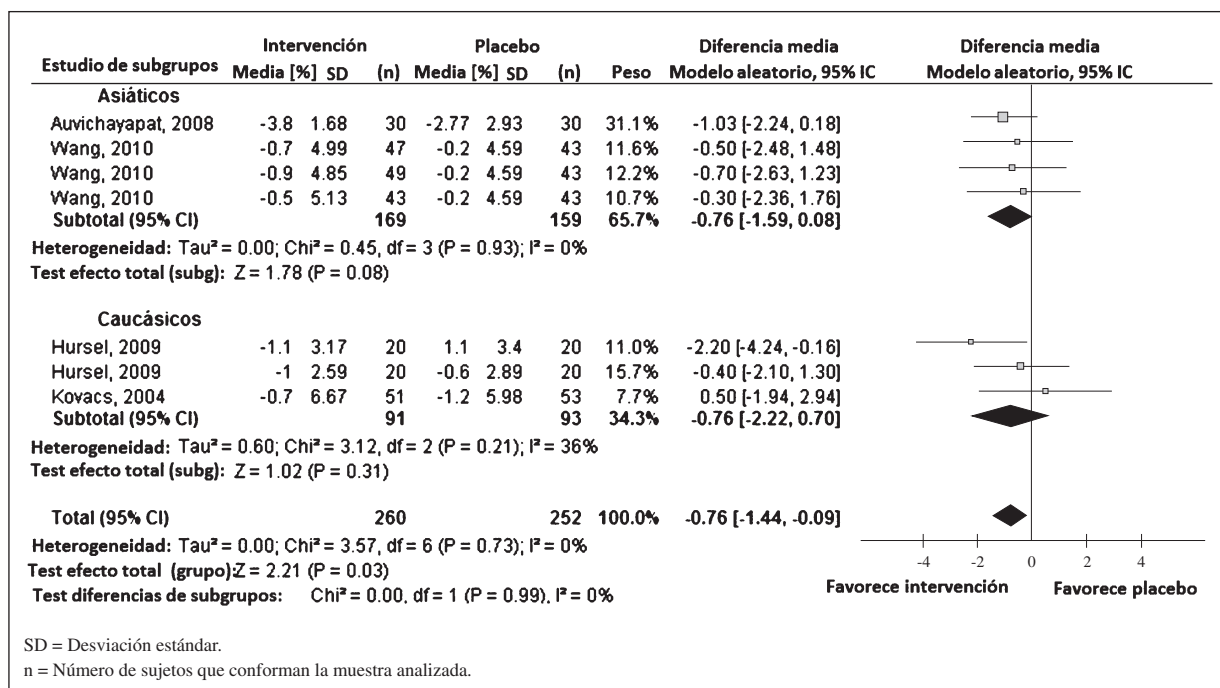 Intervención Placebo Diferencia media Diferencia media
Estudio de subgrupos Media [%] SD (n) Media [%] SD (n) Peso Modelo aleatorio, 95% IC Modelo aleatorio, 95% IC
Asiáticos
Auvichayapat, 2008 -3.8 1.68 30 -2.77 2.93 30 31.1% -1.03 [-2.24, 0.18]
Wang, 2010 -0.7 4.99 47 -0.2 4.59 43 11.6% -0.50 [-2.48, 1.48]
Wang, 2010 -0.9 4.85 49 -0.2 4.59 43 12.2% -0.70 [-2.63, 1.23]
Wang, 2010 -0.5 5.13 43 -0.2 4.59 43 10.7% -0.30 [-2.36, 1.76]
Subtotal (95% CI) 169 159 65.7% -0.76 [-1.59, 0.08]
Heterogeneidad: Tau² = 0.00; Chi² = 0.45, df = 3 (P = 0.93); I² = 0%
Test efecto total (subg): Z = 1.78 (P = 0.08)
Caucásicos
Hursel, 2009 -1.1 3.17 20 1.1 3.4 20 11.0% -2.20 [-4.24, -0.16]
Hursel, 2009 -1 2.59 20 -0.6 2.89 20 15.7% -0.40 [-2.10, 1.30]
Kovacs, 2004 -0.7 6.67 51 -1.2 5.98 53 7.7% 0.50 [-1.94, 2.94]
Subtotal (95% CI) 91 93 34.3% -0.76 [-2.22, 0.70]
Heterogeneidad: Tau² = 0.60; Chi² = 3.12, df = 2 (P = 0.21); I² = 36%
Test efecto total (subg): Z = 1.02 (P = 0.31)
Total (95% CI) 260 252 100.0% -0.76 [-1.44, -0.09]
Heterogeneidad: Tau² = 0.00; Chi² = 3.57, df = 6 (P = 0.73); I² = 0%
Test efecto total (grupo): Z = 2.21 (P = 0.03)
Test diferencias de subgrupos: Chi² = 0.00, df = 1 (P = 0.99), I² = 0%
-4 -2 0 2 4
Favorece intervención Favorece placebo
SD = Desviación estándar.
n = Número de sujetos que conforman la muestra analizada.